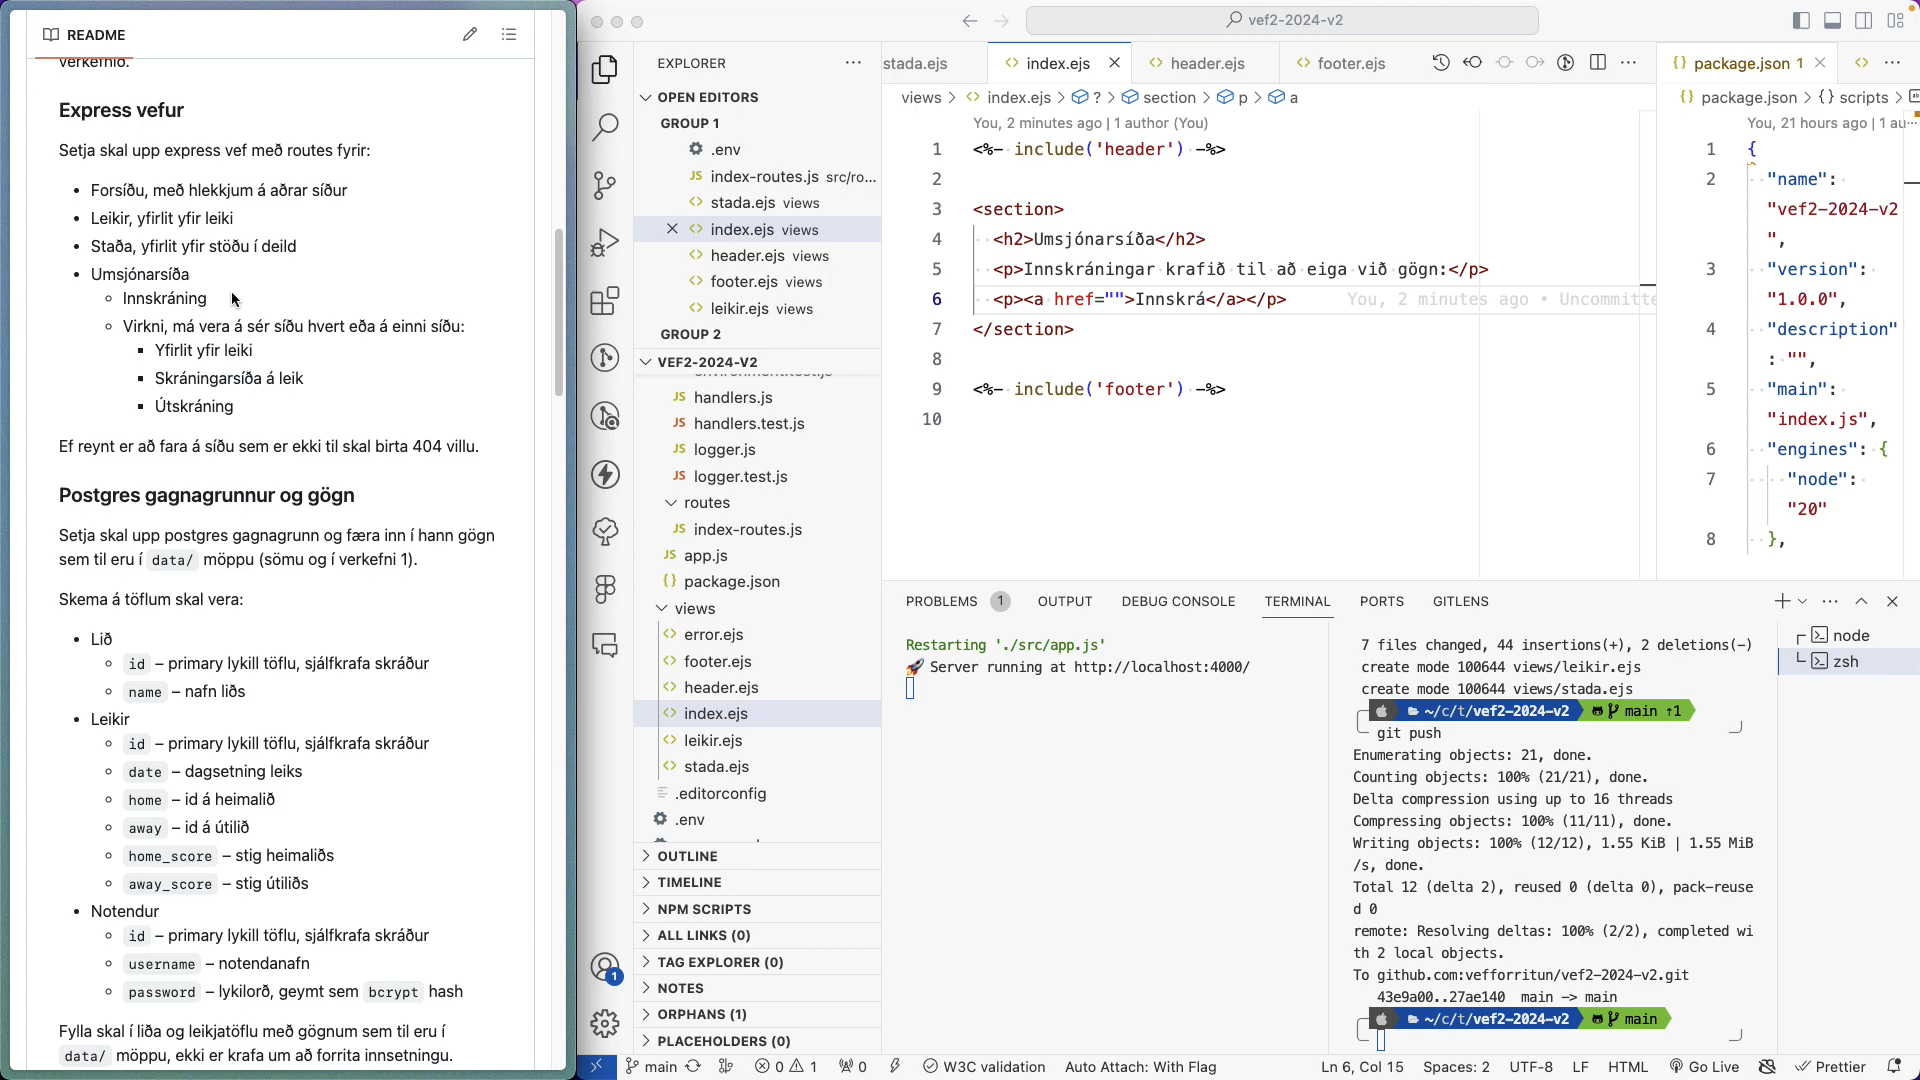 README
verkefnið.
Express vefur
Setja skal upp express vef með routes fyrir:
Forsíðu, með hlekkjum á aðrar síður
Leikir, yfirlit yfir leiki
Staða, yfirlit yfir stöðu í deild
Umsjónarsíða
Innskráning
Virkni, má vera á sér síðu hvert eða á einni síðu:
Yfirlit yfir leiki
Skráningarsíða á leik
Útskráning
Ef reynt er að fara á síðu sem er ekki til skal birta 404 villu.
Postgres gagnagrunnur og gögn
Setja skal upp postgres gagnagrunn og færa inn í hann gögn
sem til eru í data/ möppu (sömu og í verkefni 1).
Skema á töflum skal vera:
Lið
id – primary lykill töflu, sjálfkrafa skráður
name – nafn liðs
Leikir
id – primary lykill töflu, sjálfkrafa skráður
date – dagsetning leiks
home – id á heimalið
away – id á útilið
home_score – stig heimaliðs
away_score – stig útiliðs
Notendur
id – primary lykill töflu, sjálfkrafa skráður
username – notendanafn
password – lykilorð, geymt sem bcrypt hash
Fylla skal í liða og leikjatöflu með gögnum sem til eru í
data/ möppu, ekki er krafa um að forrita innsetningu.
vef2-2024-v2
EXPLORER
OPEN EDITORS
GROUP 1
.env
JS index-routes.js src/ro...
stada.ejs views
index.ejs views
header.ejs views
footer.ejs views
leikir.ejs views
GROUP 2
VEF2-2024-V2
environment.test.js
JS handlers.js
JS handlers.test.js
JS logger.js
JS logger.test.js
routes
JS index-routes.js
JS app.js
{} package.json
views
error.ejs
footer.ejs
header.ejs
index.ejs
leikir.ejs
stada.ejs
.editorconfig
.env
OUTLINE
TIMELINE
NPM SCRIPTS
ALL LINKS (0)
TAG EXPLORER (0)
NOTES
ORPHANS (1)
PLACEHOLDERS (0)
1
stada.ejs
index.ejs
header.ejs
footer.ejs
views > index.ejs > ? > section > p > a
You, 2 minutes ago | 1 author (You)
1 <%- include('header') -%>
2
3 <section>
4 <h2>Umsjónarsíða</h2>
5 <p>Innskráningar krafið til að eiga við gögn:</p>
6 <p><a href="">Innskrá</a></p> You, 2 minutes ago • Uncommitte
7 </section>
8
9 <%- include('footer') -%>
10
{} package.json 1
{} package.json > {} scripts >
You, 21 hours ago | 1 au...
1 {
2 "name":
"vef2-2024-v2
",
3 "version":
"1.0.0",
4 "description"
: "",
5 "main":
"index.js",
6 "engines": {
7 "node":
"20"
8 },
PROBLEMS 1
OUTPUT
DEBUG CONSOLE
TERMINAL
PORTS
GITLENS
Restarting './src/app.js'
🚀 Server running at http://localhost:4000/
7 files changed, 44 insertions(+), 2 deletions(-)
create mode 100644 views/leikir.ejs
create mode 100644 views/stada.ejs
~/c/t/vef2-2024-v2 main ↑1
git push
Enumerating objects: 21, done.
Counting objects: 100% (21/21), done.
Delta compression using up to 16 threads
Compressing objects: 100% (11/11), done.
Writing objects: 100% (12/12), 1.55 KiB | 1.55 MiB
/s, done.
Total 12 (delta 2), reused 0 (delta 0), pack-reuse
d 0
remote: Resolving deltas: 100% (2/2), completed wi
th 2 local objects.
To github.com:vefforritun/vef2-2024-v2.git
43e9a00..27ae140 main -> main
~/c/t/vef2-2024-v2 main
node
zsh
main
0 1
0
W3C validation
Auto Attach: With Flag
Ln 6, Col 15
Spaces: 2
UTF-8
LF
HTML
Go Live
Prettier